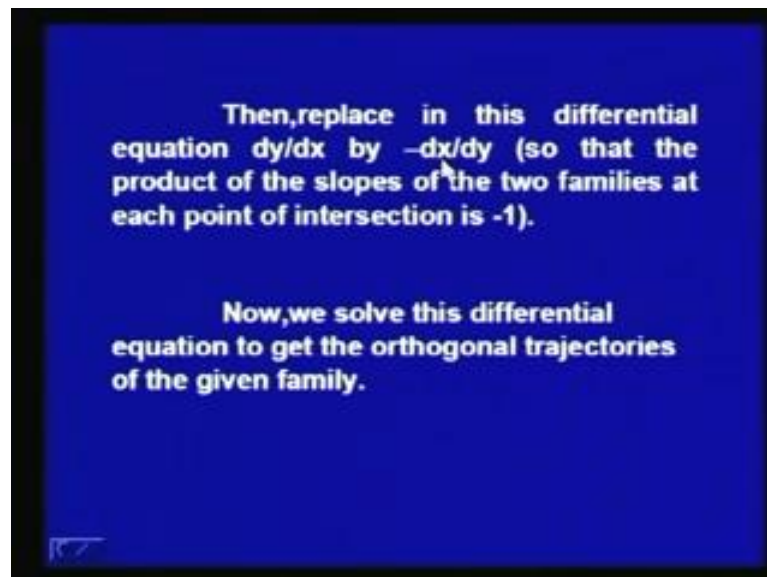 Then,replace in this differential
equation dy/dx by –dx/dy (so that the
product of the slopes of the two families at
each point of intersection is -1).
Now,we solve this differential
equation to get the orthogonal trajectories
of the given family.